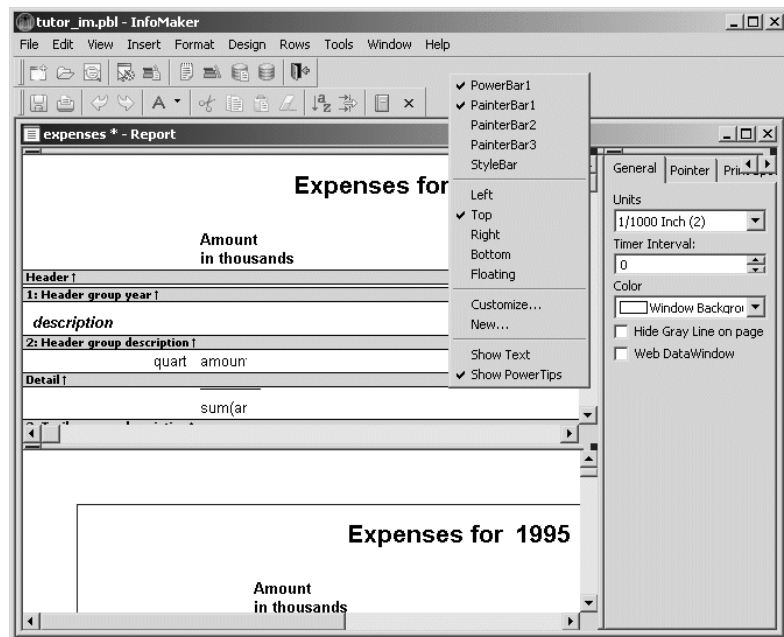 tutor_im.pbl - InfoMaker
File Edit View Insert Format Design Rows Tools Window Help
A
a z
expenses * - Report
PowerBar1
PainterBar1
PainterBar2
PainterBar3
StyleBar
Left
Top
Right
Bottom
Floating
Customize...
New...
Show Text
Show PowerTips
Expenses for
Amount
in thousands
Header ↑
1: Header group year ↑
description
2: Header group description ↑
quart amoun
Detail ↑
sum(ar
General Pointer
Units
1/1000 Inch (2)
Timer Interval:
0
Color
Window Backgrou
Hide Gray Line on page
Web DataWindow
Expenses for 1995
Amount
in thousands